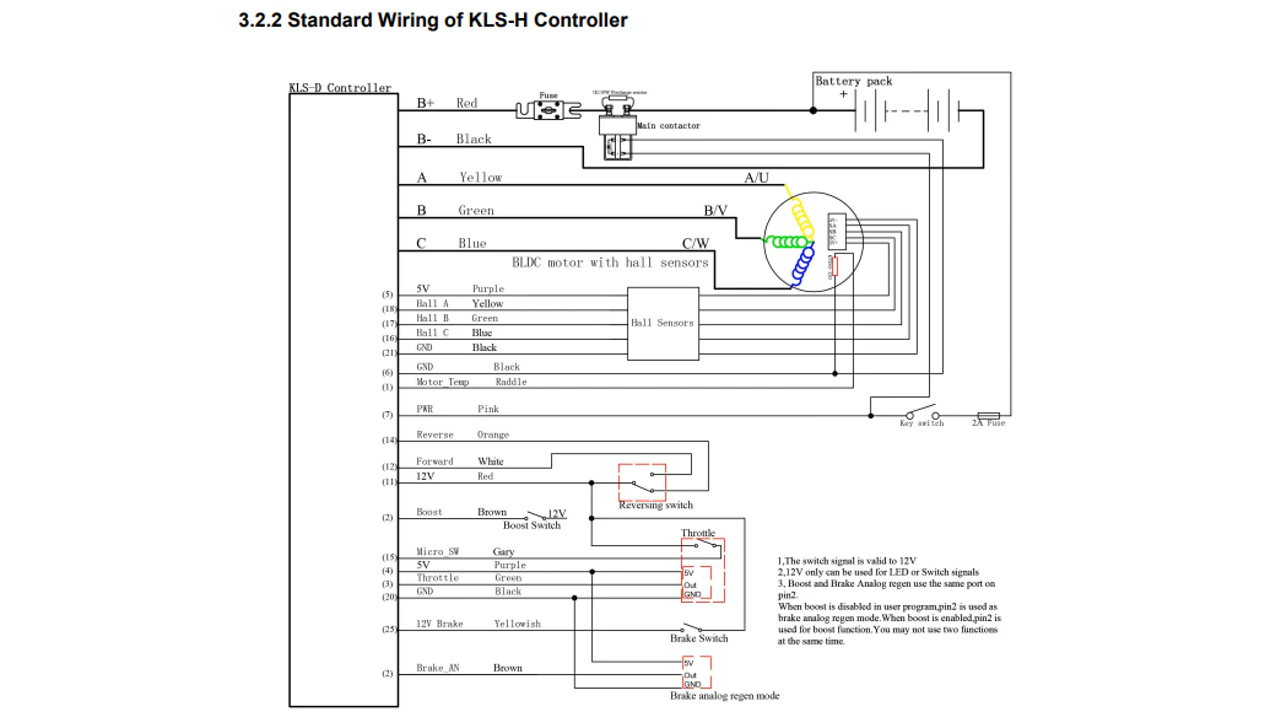 3.2.2 Standard Wiring of KLS-H Controller
KLS-D Controller
Battery pack
+
B+ Red
Fuse
Main contactor
B- Black
A Yellow A/U
B Green B/V
C Blue C/W
BLDC motor with hall sensors
(5) 5V Purple
(18) Hall A Yellow
(17) Hall B Green
Hall Sensors
(16) Hall C Blue
(21) GND Black
(6) GND Black
(1) Motor_Temp Raddle
(7) PWR Pink
Key switch 2A Fuse
(14) Reverse Orange
(12) Forward White
(11) 12V Red
Reversing switch
(2) Boost Brown 12V
Boost Switch
Throttle
(15) Micro_SW Gary
(4) 5V Purple 5V
(3) Throttle Green Out
(20) GND Black GND
(25) 12V Brake Yellowish
Brake Switch
5V
(2) Brake_AN Brown Out
GND
Brake analog regen mode
1,The switch signal is valid to 12V
2,12V only can be used for LED or Switch signals
3, Boost and Brake Analog regen use the same port on
pin2.
When boost is disabled in user program,pin2 is used as
brake analog regen mode.When boost is enabled,pin2 is
used for boost function.You may not use two functions
at the same time.